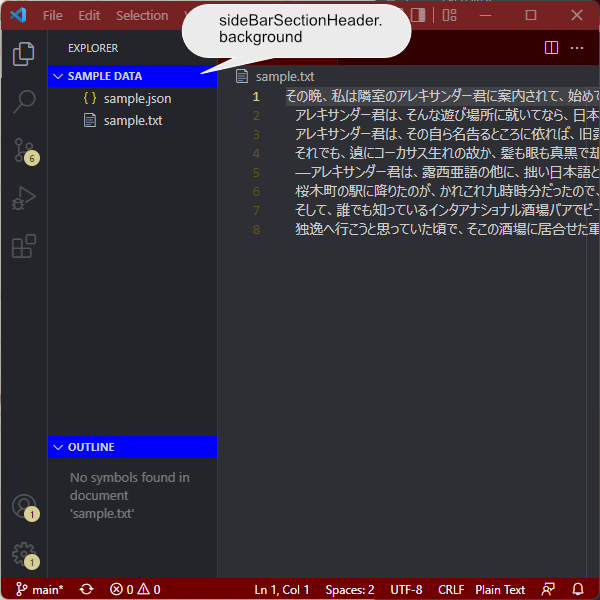 File Edit Selection
sideBarSectionHeader.
background
EXPLORER
SAMPLE DATA
{ } sample.json
sample.txt
6
sample.txt
1 その晩、私は隣室のアレキサンダー君に案内されて、始めて
2 アレキサンダー君は、そんな遊び場所に就いてなら、日本
3 アレキサンダー君は、その自ら名告るところに依れば、旧露
4 それでも、遠にコーカサス生れの故か、髪も眼も真黒で却
5 ―アレキサンダー君は、露西亜語の他に、拙い日本語と
6 桜木町の駅に降りたのが、かれこれ九時時分だったので、
7 そして、誰でも知っているインタアナショナル酒場バアでビー
8 独逸へ行こうと思っていた頃で、そこの酒場に居合せた軍
OUTLINE
No symbols found in
document
'sample.txt'
1
1
main* 0 0 Ln 1, Col 1 Spaces: 2 UTF-8 CRLF Plain Text